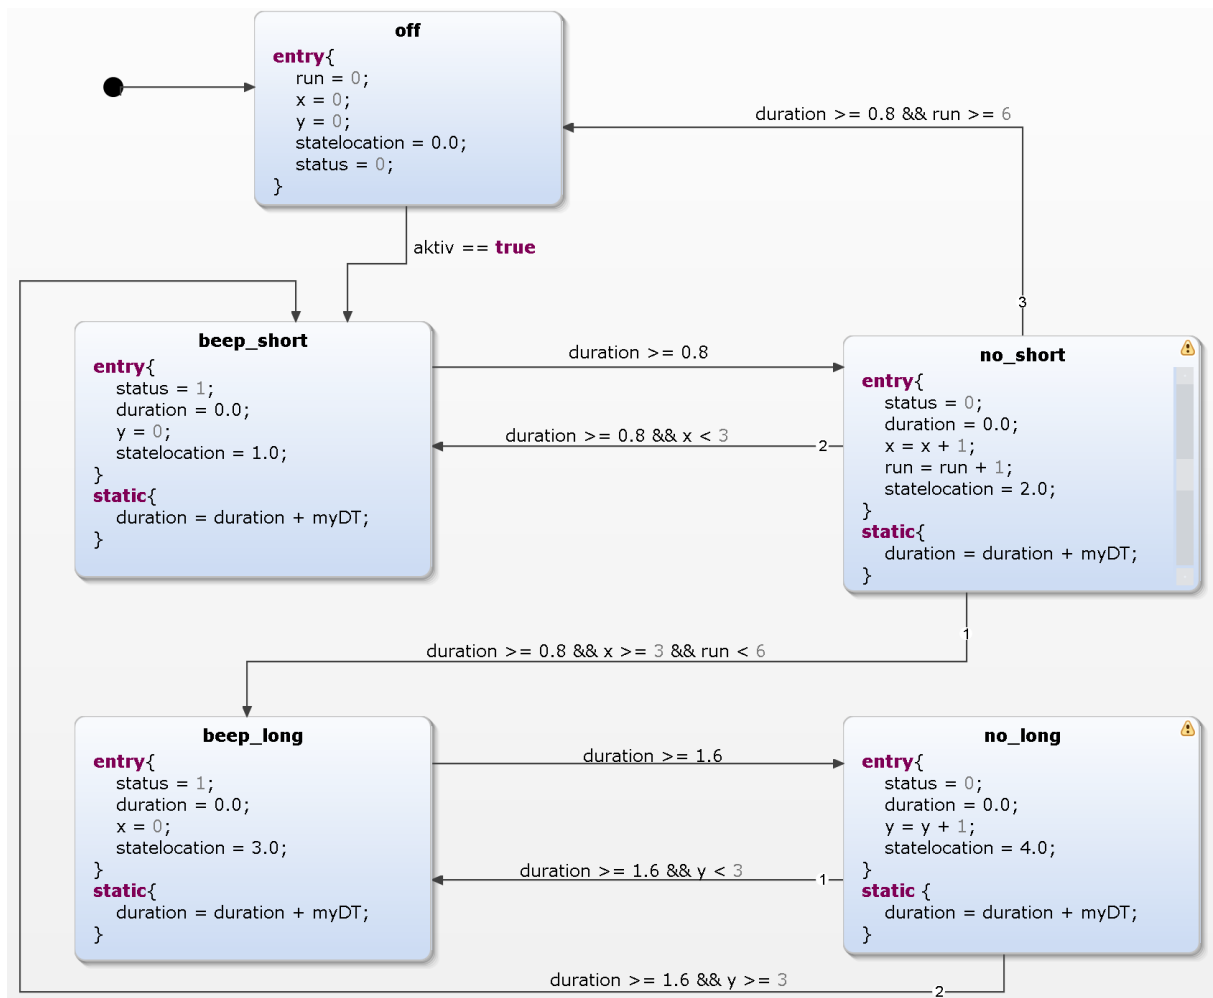 off
entry{
run = 0;
x = 0;
y = 0;
statelocation = 0.0;
status = 0;
}
duration >= 0.8 && run >= 6
3
aktiv == true
beep_short
entry{
status = 1;
duration = 0.0;
y = 0;
statelocation = 1.0;
}
static{
duration = duration + myDT;
}
duration >= 0.8
duration >= 0.8 && x < 3
2
no_short
entry{
status = 0;
duration = 0.0;
x = x + 1;
run = run + 1;
statelocation = 2.0;
}
static{
duration = duration + myDT;
}
1
duration >= 0.8 && x >= 3 && run < 6
beep_long
entry{
status = 1;
duration = 0.0;
x = 0;
statelocation = 3.0;
}
static{
duration = duration + myDT;
}
duration >= 1.6
duration >= 1.6 && y < 3
1
no_long
entry{
status = 0;
duration = 0.0;
y = y + 1;
statelocation = 4.0;
}
static {
duration = duration + myDT;
}
duration >= 1.6 && y >= 3
2